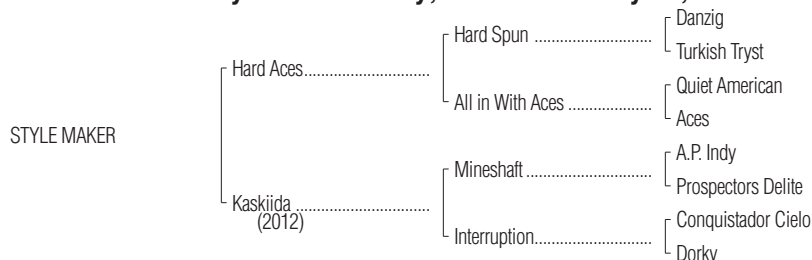 Danzig
Hard Spun
Turkish Tryst
Hard Aces
Quiet American
All in With Aces
Aces
STYLE MAKER
A.P. Indy
Mineshaft
Prospectors Delite
Kaskiida
(2012)
Conquistador Cielo
Interruption
Dorky